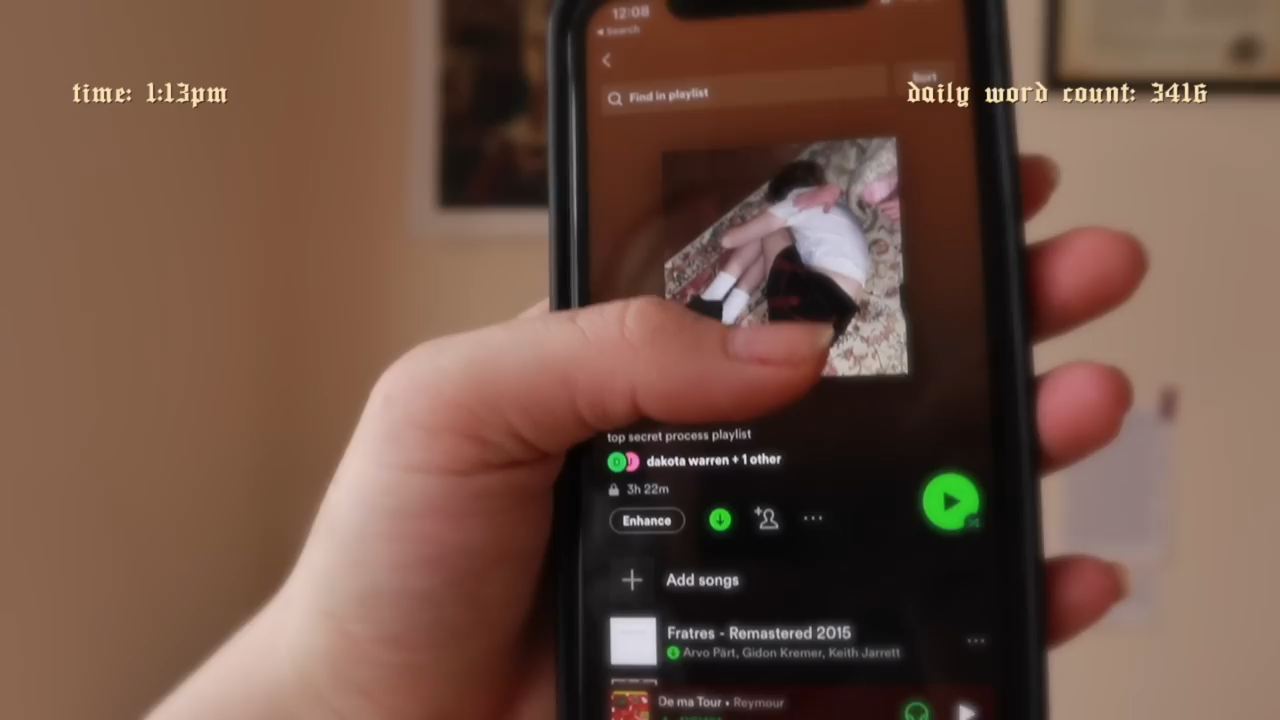 12:08
Search
time: 1:13pm
daily word count: 3416
Find in playlist
Sort
top secret process playlist
dakota warren + 1 other
3h 22m
Enhance
Add songs
Fratres - Remastered 2015
Arvo Pärt, Gidon Kremer, Keith Jarrett
De ma Tour • Reymour